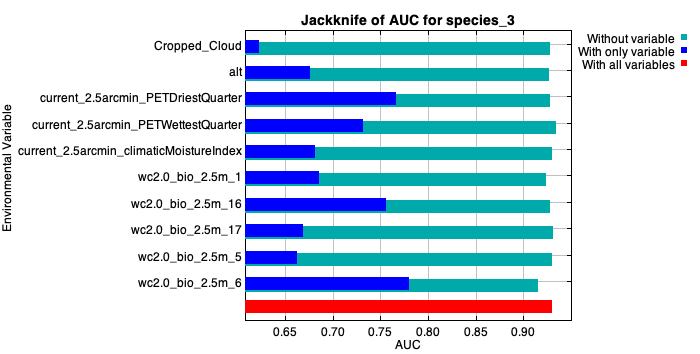 Jackknife of AUC for species_3
Without variable
With only variable
With all variables
Environmental Variable
Cropped_Cloud
alt
current_2.5arcmin_PETDriestQuarter
current_2.5arcmin_PETWettestQuarter
current_2.5arcmin_climaticMoistureIndex
wc2.0_bio_2.5m_1
wc2.0_bio_2.5m_16
wc2.0_bio_2.5m_17
wc2.0_bio_2.5m_5
wc2.0_bio_2.5m_6
0.65 0.70 0.75 0.80 0.85 0.90
AUC